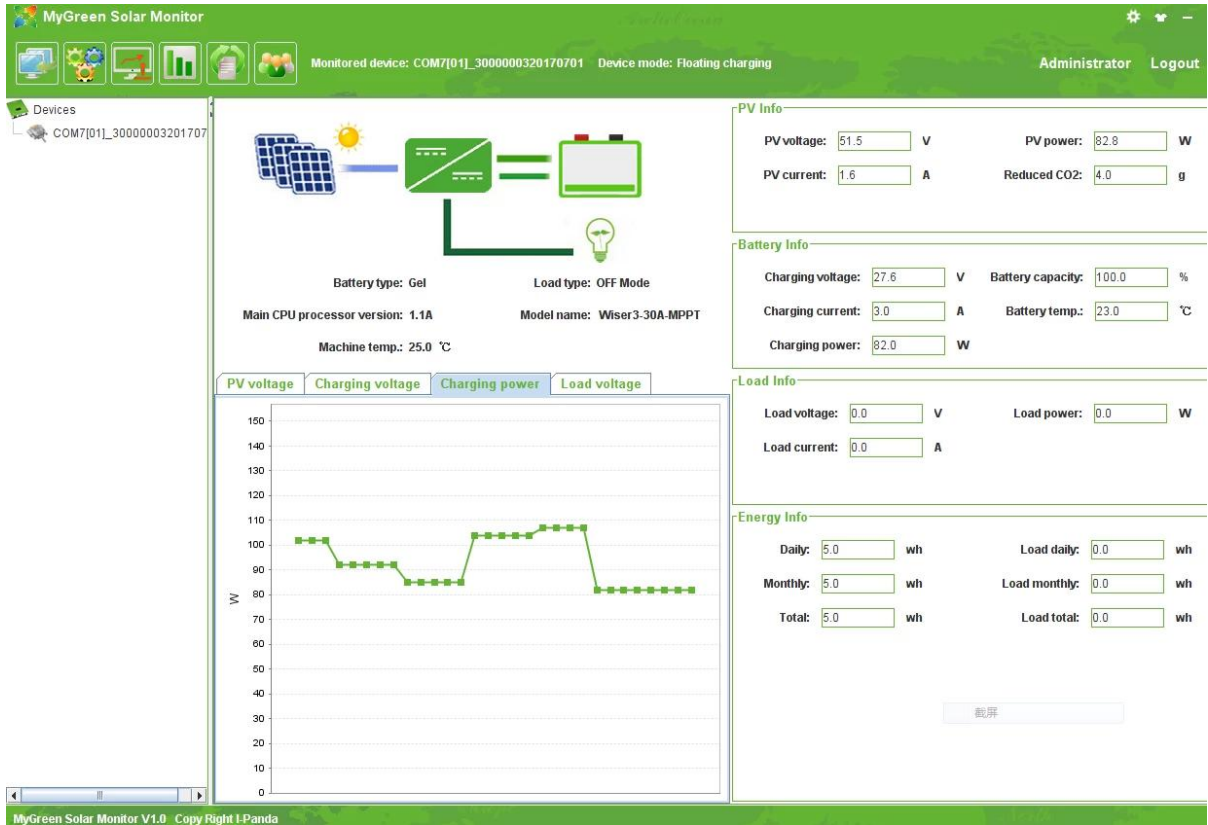 MyGreen Solar Monitor
Monitored device: COM7[01]_3000000320170701 Device mode: Floating charging
Administrator Logout
Devices
COM7[01]_30000003201707
Battery type: Gel Load type: OFF Mode
Main CPU processor version: 1.1A Model name: Wiser3-30A-MPPT
Machine temp.: 25.0 ℃
PV voltage Charging voltage Charging power Load voltage
W
150
140
130
120
110
100
90
80
70
60
50
40
30
20
10
0
PV Info
PV voltage: 51.5 V PV power: 82.8 W
PV current: 1.6 A Reduced CO2: 4.0 g
Battery Info
Charging voltage: 27.6 V Battery capacity: 100.0 %
Charging current: 3.0 A Battery temp.: 23.0 ℃
Charging power: 82.0 W
Load Info
Load voltage: 0.0 V Load power: 0.0 W
Load current: 0.0 A
Energy Info
Daily: 5.0 wh Load daily: 0.0 wh
Monthly: 5.0 wh Load monthly: 0.0 wh
Total: 5.0 wh Load total: 0.0 wh
截屏
MyGreen Solar Monitor V1.0 Copy Right I-Panda